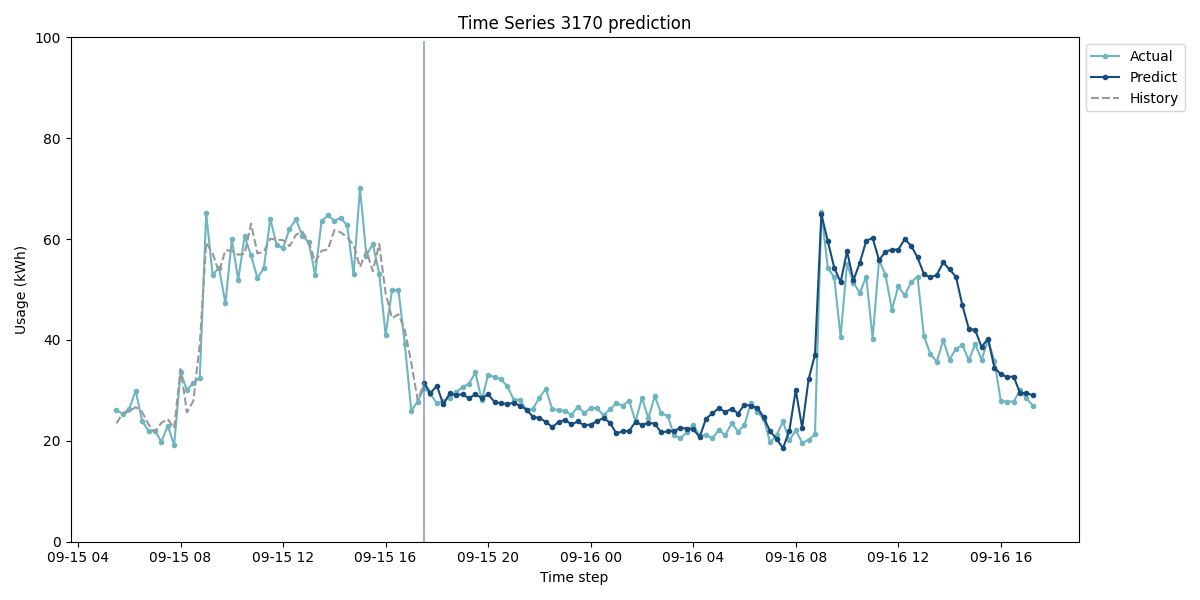 Time Series 3170 prediction
Usage (kWh)
100
80
60
40
20
0
09-15 04
09-15 08
09-15 12
09-15 16
09-15 20
09-16 00
09-16 04
09-16 08
09-16 12
09-16 16
Time step
Actual
Predict
History